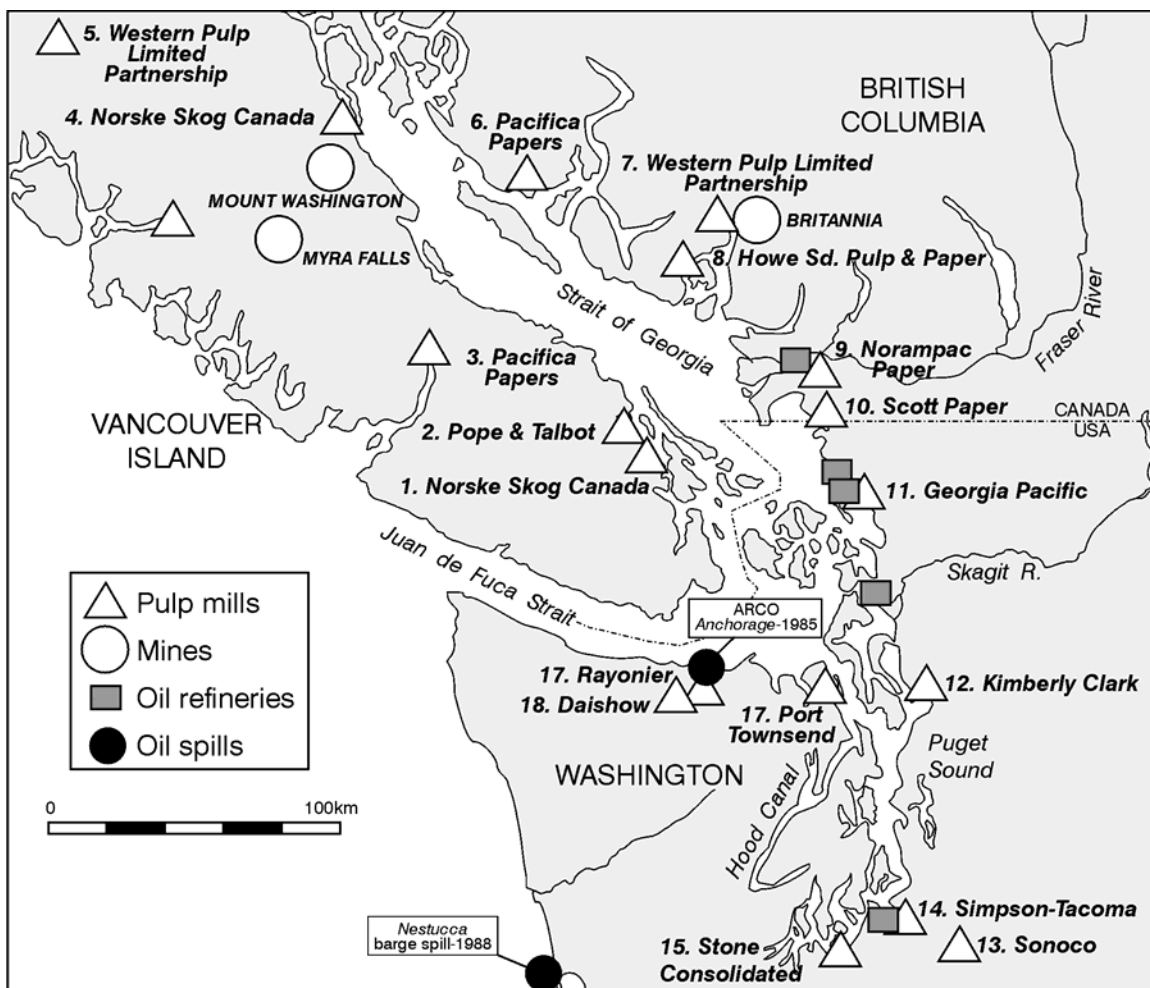 5. Western Pulp
Limited
Partnership
4. Norske Skog Canada
6. Pacifica
Papers
BRITISH
COLUMBIA
7. Western Pulp Limited
Partnership
MOUNT WASHINGTON
BRITANNIA
MYRA FALLS
8. Howe Sd. Pulp & Paper
Strait of Georgia
Fraser River
3. Pacifica
Papers
9. Norampac
Paper
VANCOUVER
ISLAND
2. Pope & Talbot
10. Scott Paper
CANADA
USA
1. Norske Skog Canada
11. Georgia Pacific
Juan de Fuca Strait
Skagit R.
Pulp mills
Mines
Oil refineries
Oil spills
ARCO
Anchorage-1985
17. Rayonier
18. Daishow
17. Port
Townsend
12. Kimberly Clark
Puget
Sound
WASHINGTON
Hood Canal
0 100km
Nestucca
barge spill-1988
14. Simpson-Tacoma
13. Sonoco
15. Stone
Consolidated